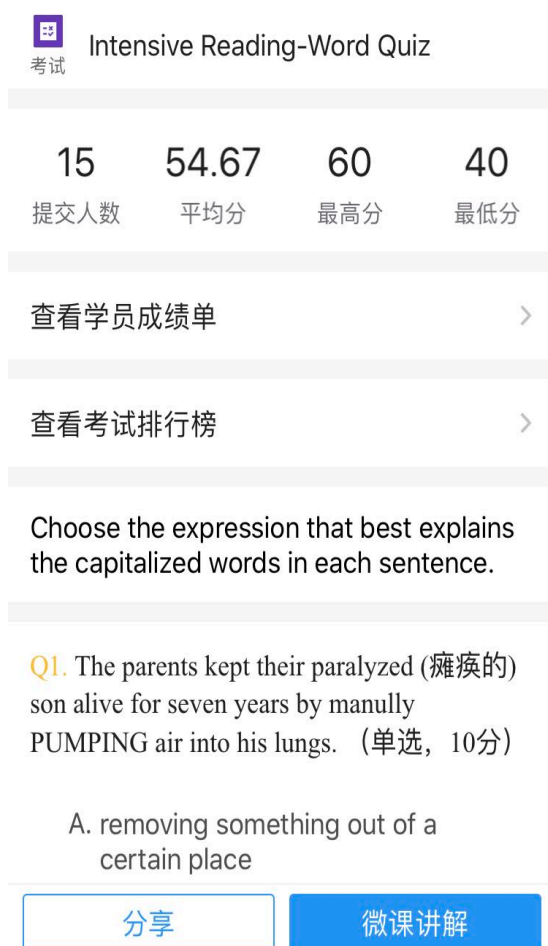 考试
Intensive Reading-Word Quiz
15 54.67 60 40
提交人数 平均分 最高分 最低分
查看学员成绩单
查看考试排行榜
Choose the expression that best explains
the capitalized words in each sentence.
Q1. The parents kept their paralyzed (瘫痪的)
son alive for seven years by manully
PUMPING air into his lungs. （单选，10分）
A. removing something out of a
certain place
分享 微课讲解